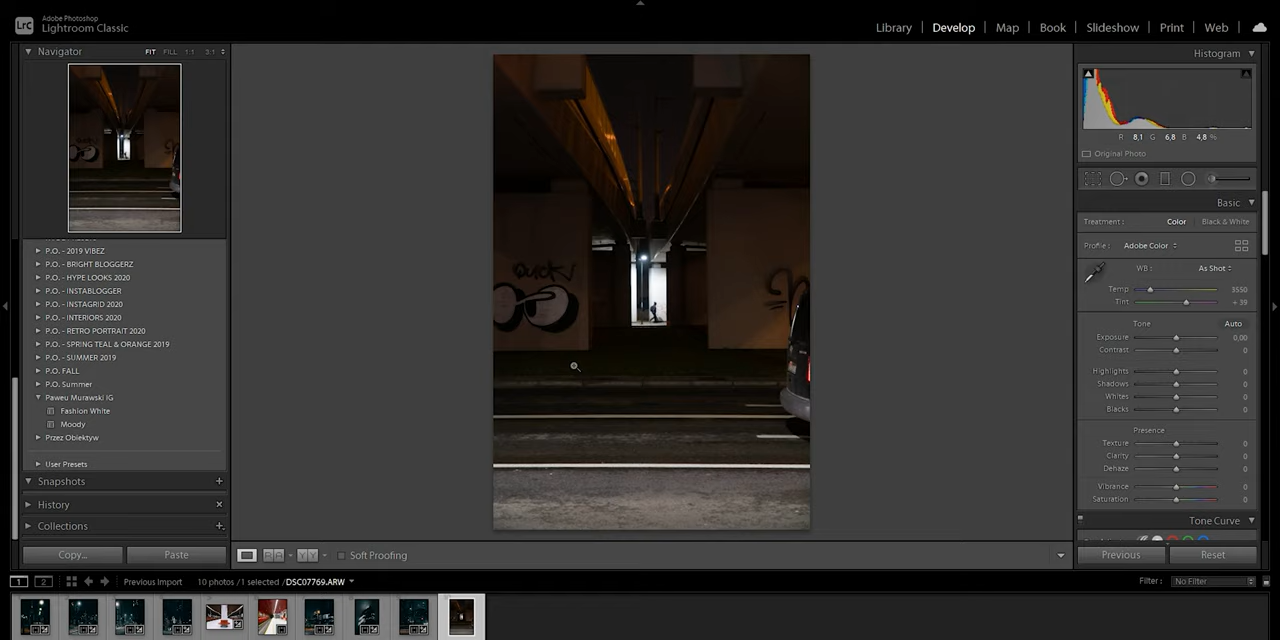 LrC
Adobe Photoshop
Lightroom Classic
Library | Develop | Map | Book | Slideshow | Print | Web
Navigator
FIT FILL 1:1 3:1
Histogram
R 8,1 G 6,8 B 4,8 %
Original Photo
Basic
Treatment : Color Black & White
Profile : Adobe Color
WB : As Shot
Temp 3550
Tint + 39
Tone Auto
Exposure 0,00
Contrast 0
Highlights 0
Shadows 0
Whites 0
Blacks 0
Presence
Texture 0
Clarity 0
Dehaze 0
Vibrance 0
Saturation 0
Tone Curve
Previous Reset
P.O. - 2019 VIBEZ
P.O. - BRIGHT BLOGGERZ
P.O. - HYPE LOOKS 2020
P.O. - INSTABLOGGER
P.O. - INSTAGRID 2020
P.O. - INTERIORS 2020
P.O. - RETRO PORTRAIT 2020
P.O. - SPRING TEAL & ORANGE 2019
P.O. - SUMMER 2019
P.O. FALL
P.O. Summer
Paweu Murawski IG
Fashion White
Moody
Przez Obiektyw
User Presets
Snapshots +
History ×
Collections +
Copy... Paste
Soft Proofing
1 2 Previous Import 10 photos /1 selected /DSC07769.ARW
Filter : No Filter